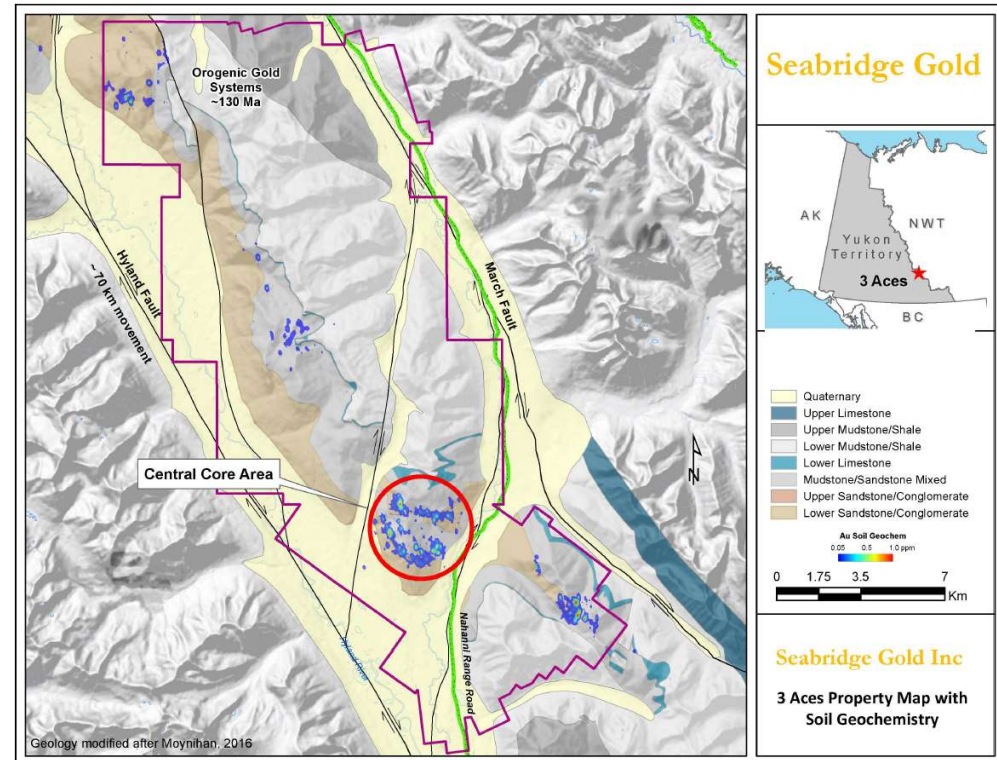 Orogenic Gold
Systems
~130 Ma
Hyland Fault
~ 70 km movement
March Fault
Central Core Area
Nahanni Range Road
Hyland River
Geology modified after Moynihan, 2016
Seabridge Gold
AK
Yukon
Territory
NWT
3 Aces
BC
N
Quaternary
Upper Limestone
Upper Mudstone/Shale
Lower Mudstone/Shale
Lower Limestone
Mudstone/Sandstone Mixed
Upper Sandstone/Conglomerate
Lower Sandstone/Conglomerate
Au Soil Geochem
0.05 0.5 1.0 ppm
0 1.75 3.5 7
Km
Seabridge Gold Inc
3 Aces Property Map with
Soil Geochemistry